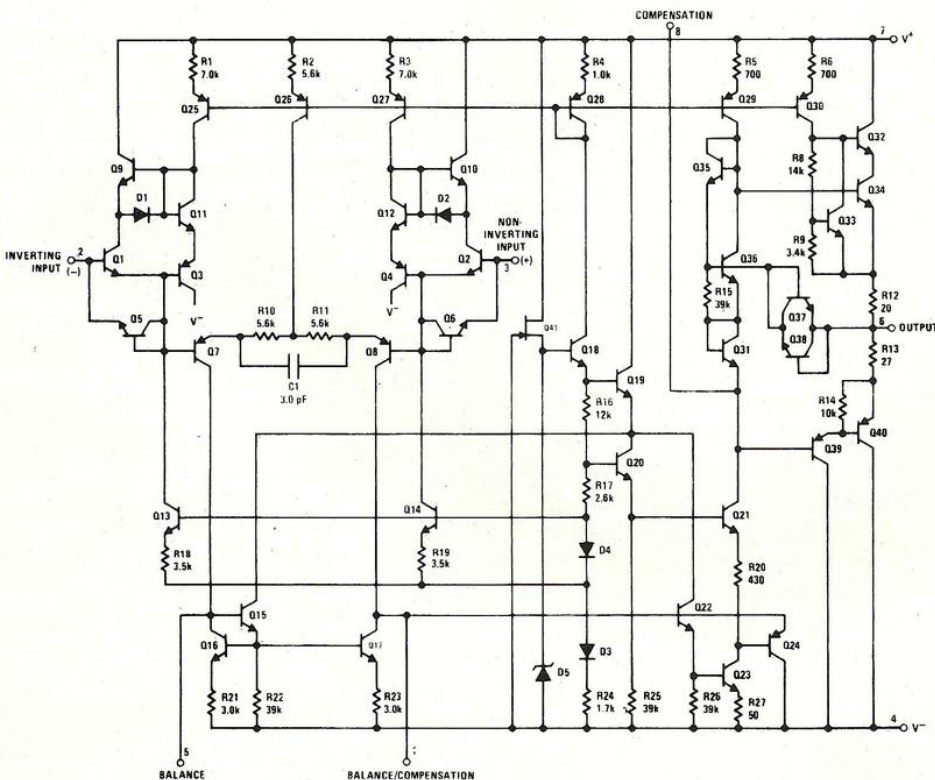 COMPENSATION
8
7
V+
R1
7.0k
R2
5.6k
R3
7.0k
R4
1.0k
R5
700
R6
700
Q25
Q26
Q27
Q28
Q29
Q30
Q9
Q10
Q35
R8
14k
Q32
D1
Q11
Q12
D2
NON-
INVERTING
INPUT
Q34
Q33
R9
3.4k
INVERTING
INPUT
2
(-)
Q1
Q3
Q4
Q2
3
(+)
Q36
R15
39k
R12
20
V-
V-
Q5
R10
5.6k
R11
5.6k
Q6
Q41
Q37
Q38
6
OUTPUT
Q7
Q8
C1
3.0 pF
Q18
Q31
R13
27
Q19
R16
12k
R14
10k
Q39
Q40
Q20
R17
2.6k
Q13
Q14
Q21
R18
3.5k
R19
3.5k
D4
R20
430
Q15
Q22
Q16
Q17
D3
Q24
D5
Q23
R21
3.0k
R22
39k
R23
3.0k
R24
1.7k
R25
39k
R26
39k
R27
50
4
V-
5
BALANCE
BALANCE/COMPENSATION